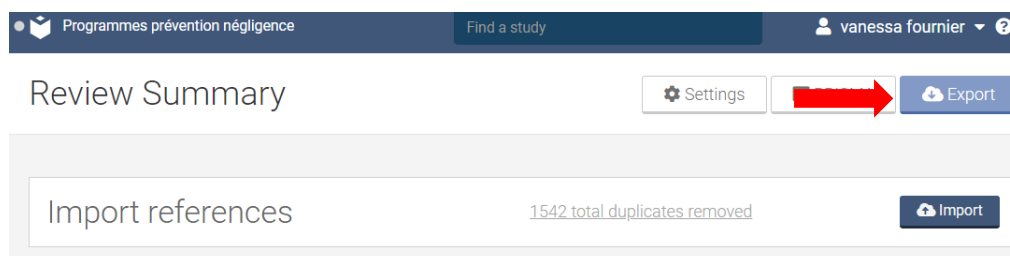 Programmes prévention négligence
Find a study
vanessa fournier
Review Summary
Settings
Export
Import references
1542 total duplicates removed
Import